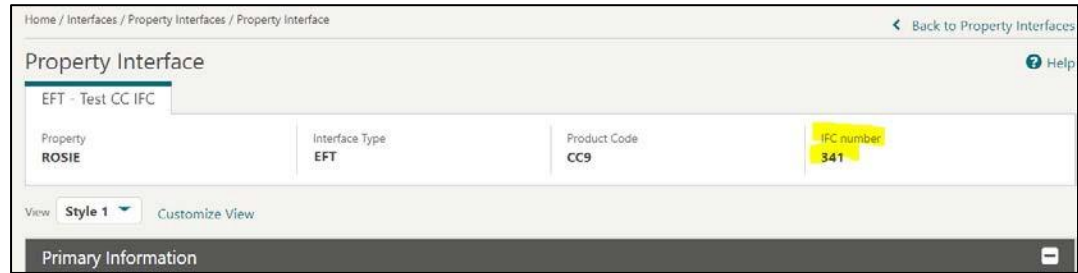 Home / Interfaces / Property Interfaces / Property Interface
Back to Property Interfaces
Property Interface
Help
EFT - Test CC IFC
Property Interface Type Product Code IFC number
ROSIE EFT CC9 341
View Style 1 Customize View
Primary Information